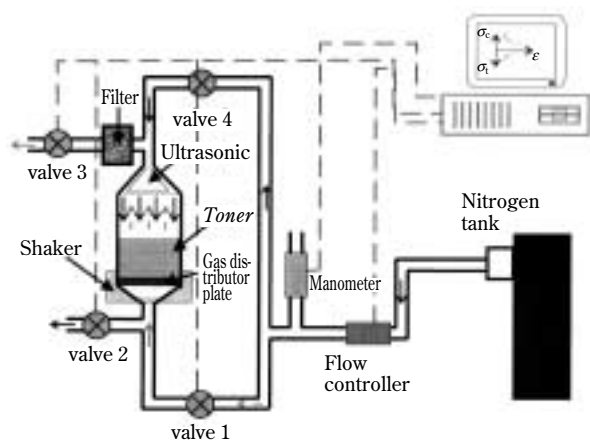 σc
ε
σt
Filter
valve 4
Ultrasonic
valve 3
Toner
Nitrogen
tank
Shaker
Gas dis-
tributor
plate
Manometer
valve 2
Flow
controller
valve 1